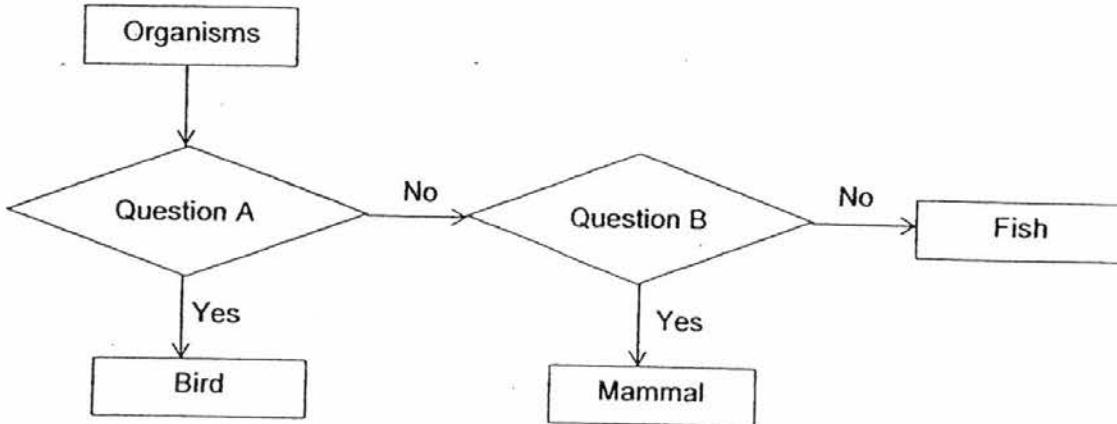 Organisms
Question A
No
Question B
No
Fish
Yes
Yes
Bird
Mammal